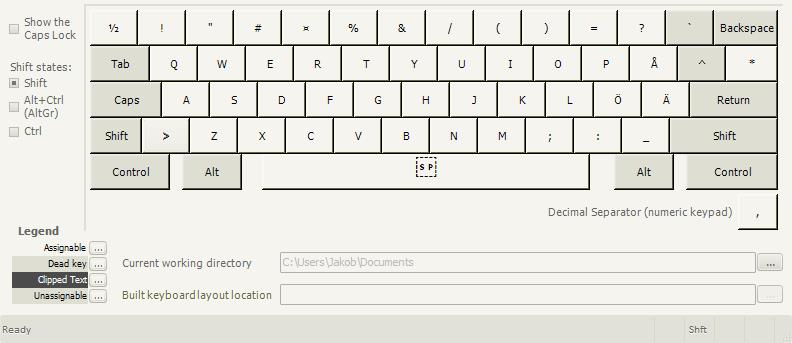 Show the
Caps Lock
Shift states:
Shift
Alt+Ctrl
(AltGr)
Ctrl
½ ! " # ¤ % & / ( ) = ? ` Backspace
Tab Q W E R T Y U I O P Å ^ *
Caps A S D F G H J K L Ö Ä Return
Shift > Z X C V B N M ; : _ Shift
Control Alt S P Alt Control
Decimal Separator (numeric keypad) ,
Legend
Assignable ...
Dead key ...
Clipped Text ...
Unassignable ...
Current working directory C:\Users\Jakob\Documents ...
Built keyboard layout location ...
Ready Shft